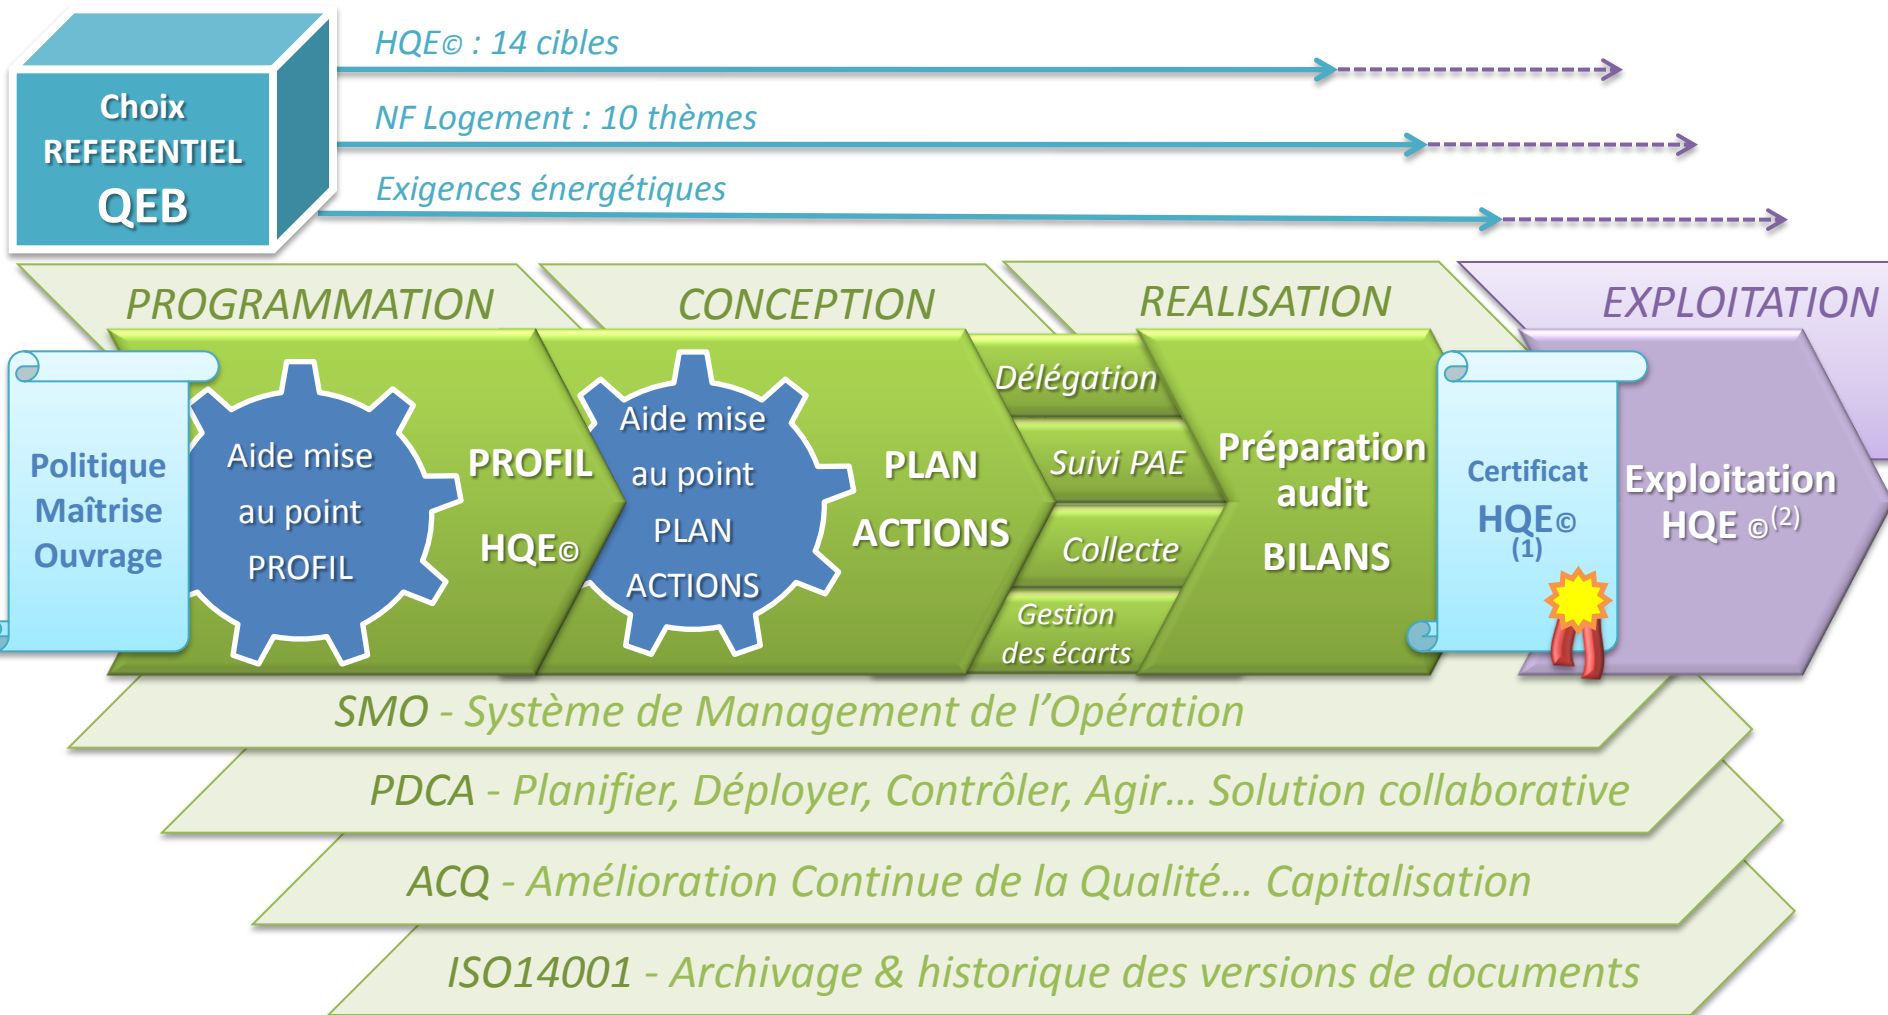 Choix
REFERENTIEL
QEB
HQE© : 14 cibles
NF Logement : 10 thèmes
Exigences énergétiques
PROGRAMMATION
CONCEPTION
REALISATION
EXPLOITATION
Politique
Maîtrise
Ouvrage
Aide mise
au point
PROFIL
PROFIL
HQE©
Aide mise
au point
PLAN
ACTIONS
PLAN
ACTIONS
Délégation
Suivi PAE
Collecte
Gestion
des écarts
Préparation
audit
BILANS
Certificat
HQE©
(1)
Exploitation
HQE ©(2)
SMO - Système de Management de l’Opération
PDCA - Planifier, Déployer, Contrôler, Agir... Solution collaborative
ACQ - Amélioration Continue de la Qualité... Capitalisation
ISO14001 - Archivage & historique des versions de documents